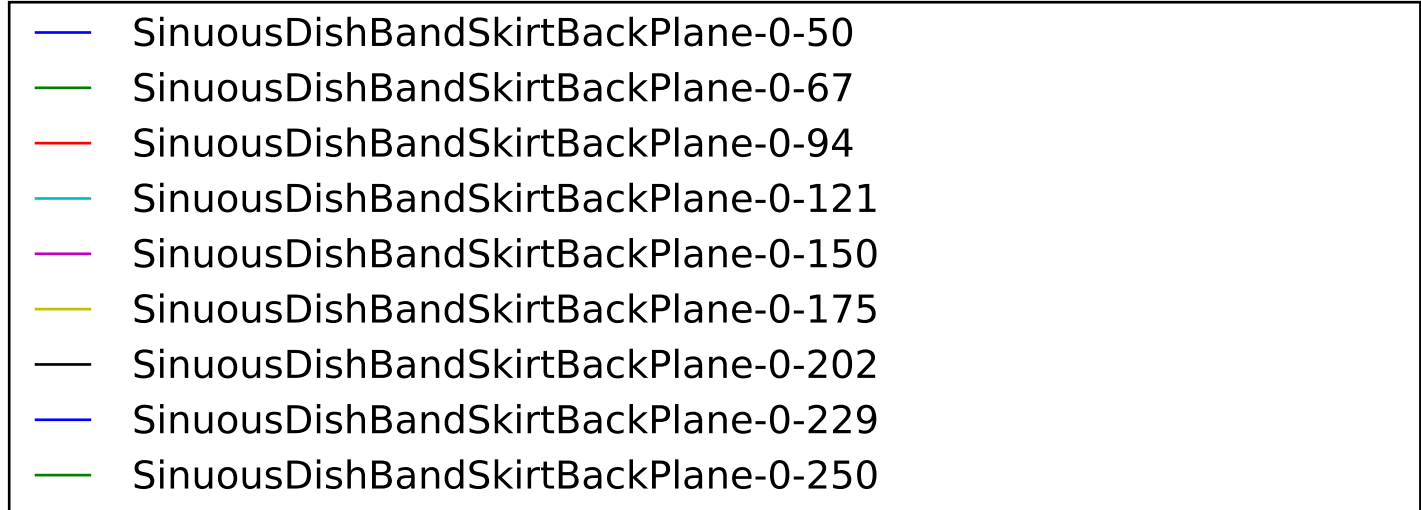 SinuousDishBandSkirtBackPlane-0-50
SinuousDishBandSkirtBackPlane-0-67
SinuousDishBandSkirtBackPlane-0-94
SinuousDishBandSkirtBackPlane-0-121
SinuousDishBandSkirtBackPlane-0-150
SinuousDishBandSkirtBackPlane-0-175
SinuousDishBandSkirtBackPlane-0-202
SinuousDishBandSkirtBackPlane-0-229
SinuousDishBandSkirtBackPlane-0-250